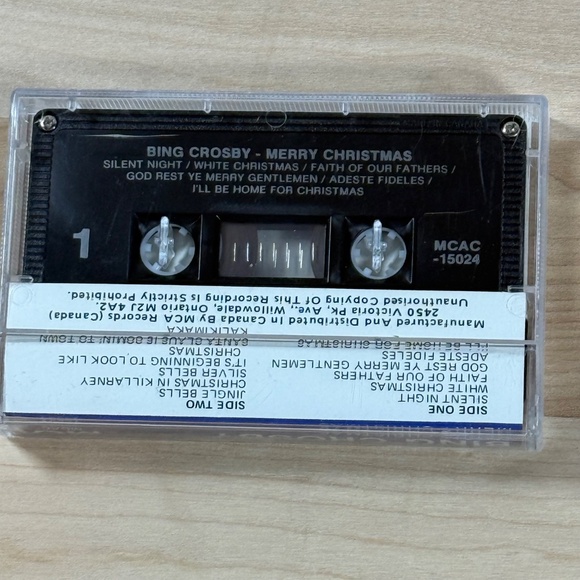 BING CROSBY - MERRY CHRISTMAS
SILENT NIGHT / WHITE CHRISTMAS / FAITH OF OUR FATHERS /
GOD REST YE MERRY GENTLEMEN / ADESTE FIDELES /
I'LL BE HOME FOR CHRISTMAS
1
MCAC
-15024
SIDE ONE
SILENT NIGHT
WHITE CHRISTMAS
FAITH OF OUR FATHERS
GOD REST YE MERRY GENTLEMEN
ADESTE FIDELES
I'LL BE HOME FOR CHRISTMAS
SIDE TWO
JINGLE BELLS
CHRISTMAS IN KILLARNEY
SILVER BELLS
IT'S BEGINNING TO LOOK LIKE
CHRISTMAS
SANTA CLAUS IS COMIN' TO TOWN
KALIKIMAKA
Manufactured And Distributed In Canada By MCA Records (Canada)
2450 Victoria Pk. Ave., Willowdale, Ontario M2J 4A2.
Unauthorised Copying Of This Recording Is Strictly Prohibited.